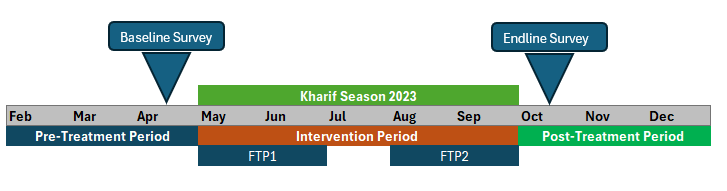 Baseline Survey
Endline Survey
Kharif Season 2023
Feb Mar Apr May Jun Jul Aug Sep Oct Nov Dec
Pre-Treatment Period Intervention Period Post-Treatment Period
FTP1 FTP2